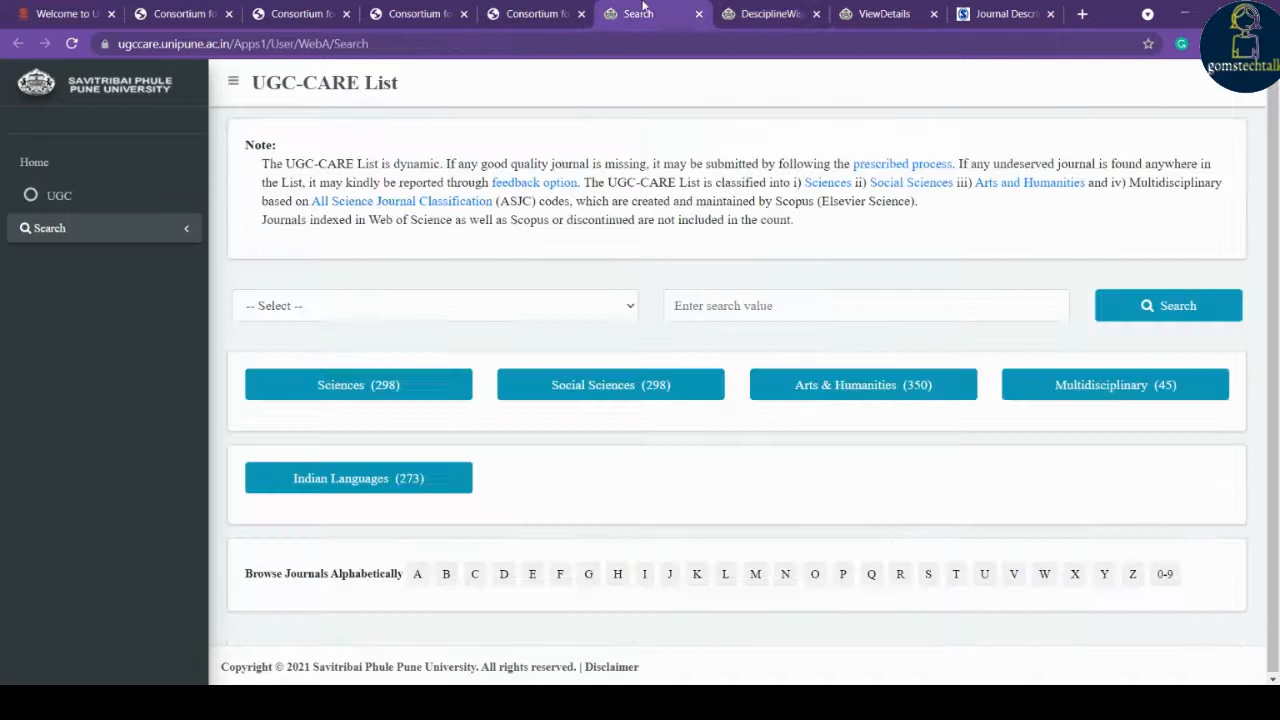 Welcome to U
Consortium fo
Consortium fo
Consortium fo
Consortium fo
Search
DesciplineWis
ViewDetails
Journal Descri
ugccare.unipune.ac.in/Apps1/User/WebA/Search
gomstechtalk
SAVITRIBAI PHULE
PUNE UNIVERSITY
UGC-CARE List
Home
UGC
Search
Note:
The UGC-CARE List is dynamic. If any good quality journal is missing, it may be submitted by following the prescribed process. If any undeserved journal is found anywhere in
the List, it may kindly be reported through feedback option. The UGC-CARE List is classified into i) Sciences ii) Social Sciences iii) Arts and Humanities and iv) Multidisciplinary
based on All Science Journal Classification (ASJC) codes, which are created and maintained by Scopus (Elsevier Science).
Journals indexed in Web of Science as well as Scopus or discontinued are not included in the count.
-- Select --
Enter search value
Search
Sciences (298)
Social Sciences (298)
Arts & Humanities (350)
Multidisciplinary (45)
Indian Languages (273)
Browse Journals Alphabetically A B C D E F G H I J K L M N O P Q R S T U V W X Y Z 0-9
Copyright © 2021 Savitribai Phule Pune University. All rights reserved. | Disclaimer